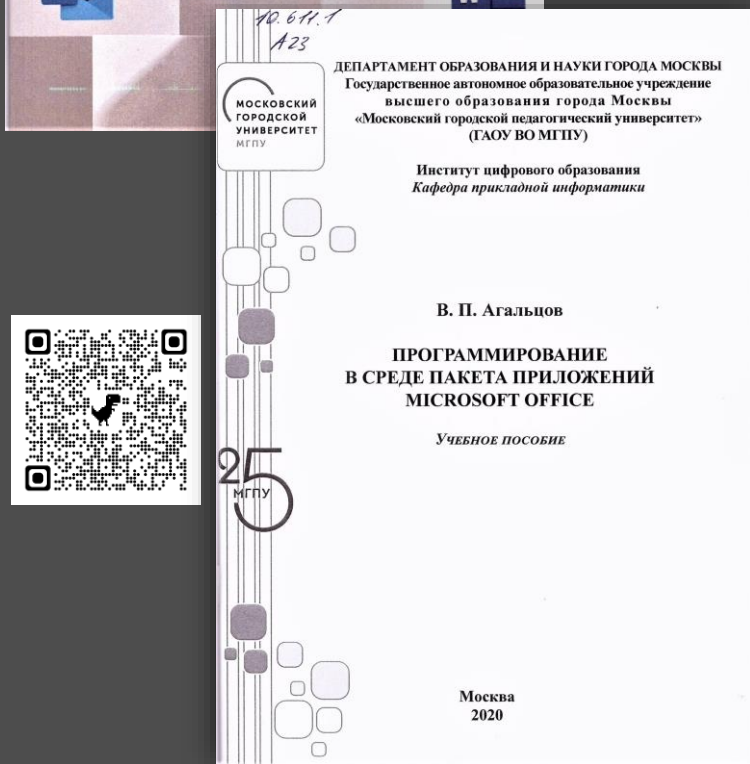 10.611.1
А23
МОСКОВСКИЙ
ГОРОДСКОЙ
УНИВЕРСИТЕТ
МГПУ
ДЕПАРТАМЕНТ ОБРАЗОВАНИЯ И НАУКИ ГОРОДА МОСКВЫ
Государственное автономное образовательное учреждение
высшего образования города Москвы
«Московский городской педагогический университет»
(ГАОУ ВО МГПУ)
Институт цифрового образования
Кафедра прикладной информатики
В. П. Агальцов
ПРОГРАММИРОВАНИЕ
В СРЕДЕ ПАКЕТА ПРИЛОЖЕНИЙ
MICROSOFT OFFICE
УЧЕБНОЕ ПОСОБИЕ
25
МГПУ
Москва
2020